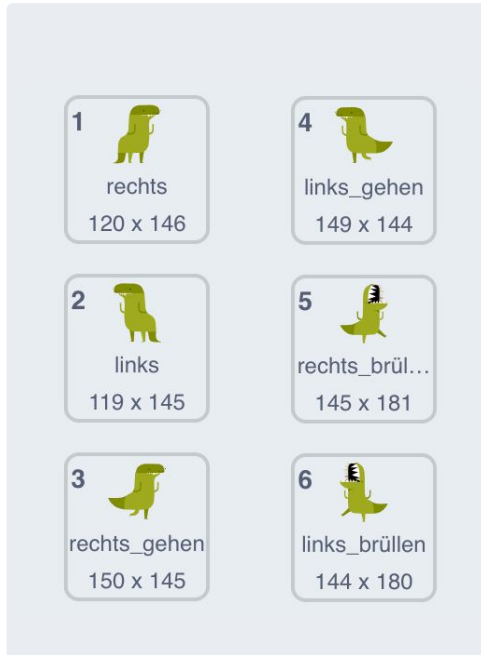 1
rechts
120 x 146
2
links
119 x 145
3
rechts_gehen
150 x 145
4
links_gehen
149 x 144
5
rechts_brül...
145 x 181
6
links_brüllen
144 x 180